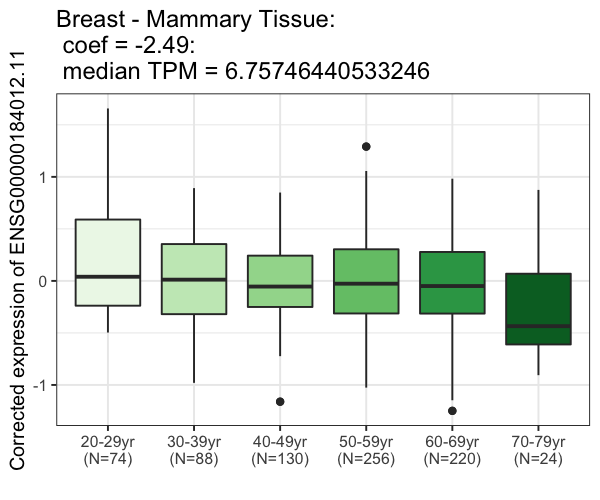 Breast - Mammary Tissue:
coef = -2.49:
median TPM = 6.75746440533246
Corrected expression of ENSG00000184012.11
1
0
-1
20-29yr
(N=74)
30-39yr
(N=88)
40-49yr
(N=130)
50-59yr
(N=256)
60-69yr
(N=220)
70-79yr
(N=24)